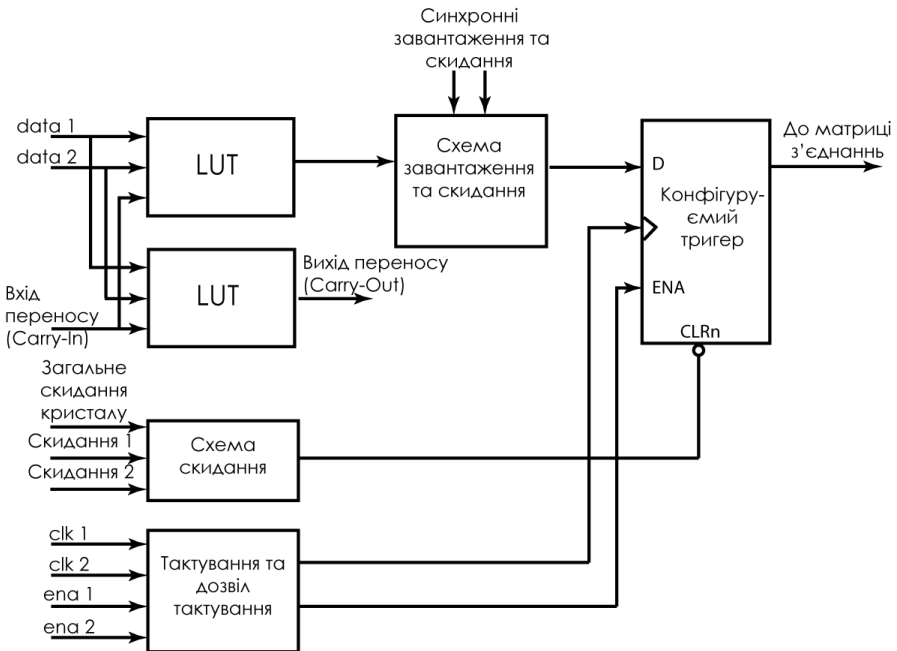 Синхронні
завантаження та
скидання
data 1
data 2
LUT
Схема
завантаження
та скидання
D
Конфігуру-
ємий
тригер
ENA
CLRn
До матриці
з’єднаннь
LUT
Вихід переносу
(Carry-Out)
Вхід
переносу
(Carry-In)
Загальне
скидання
кристалу
Скидання 1
Скидання 2
Схема
скидання
clk 1
clk 2
ena 1
ena 2
Тактування та
дозвіл
тактування